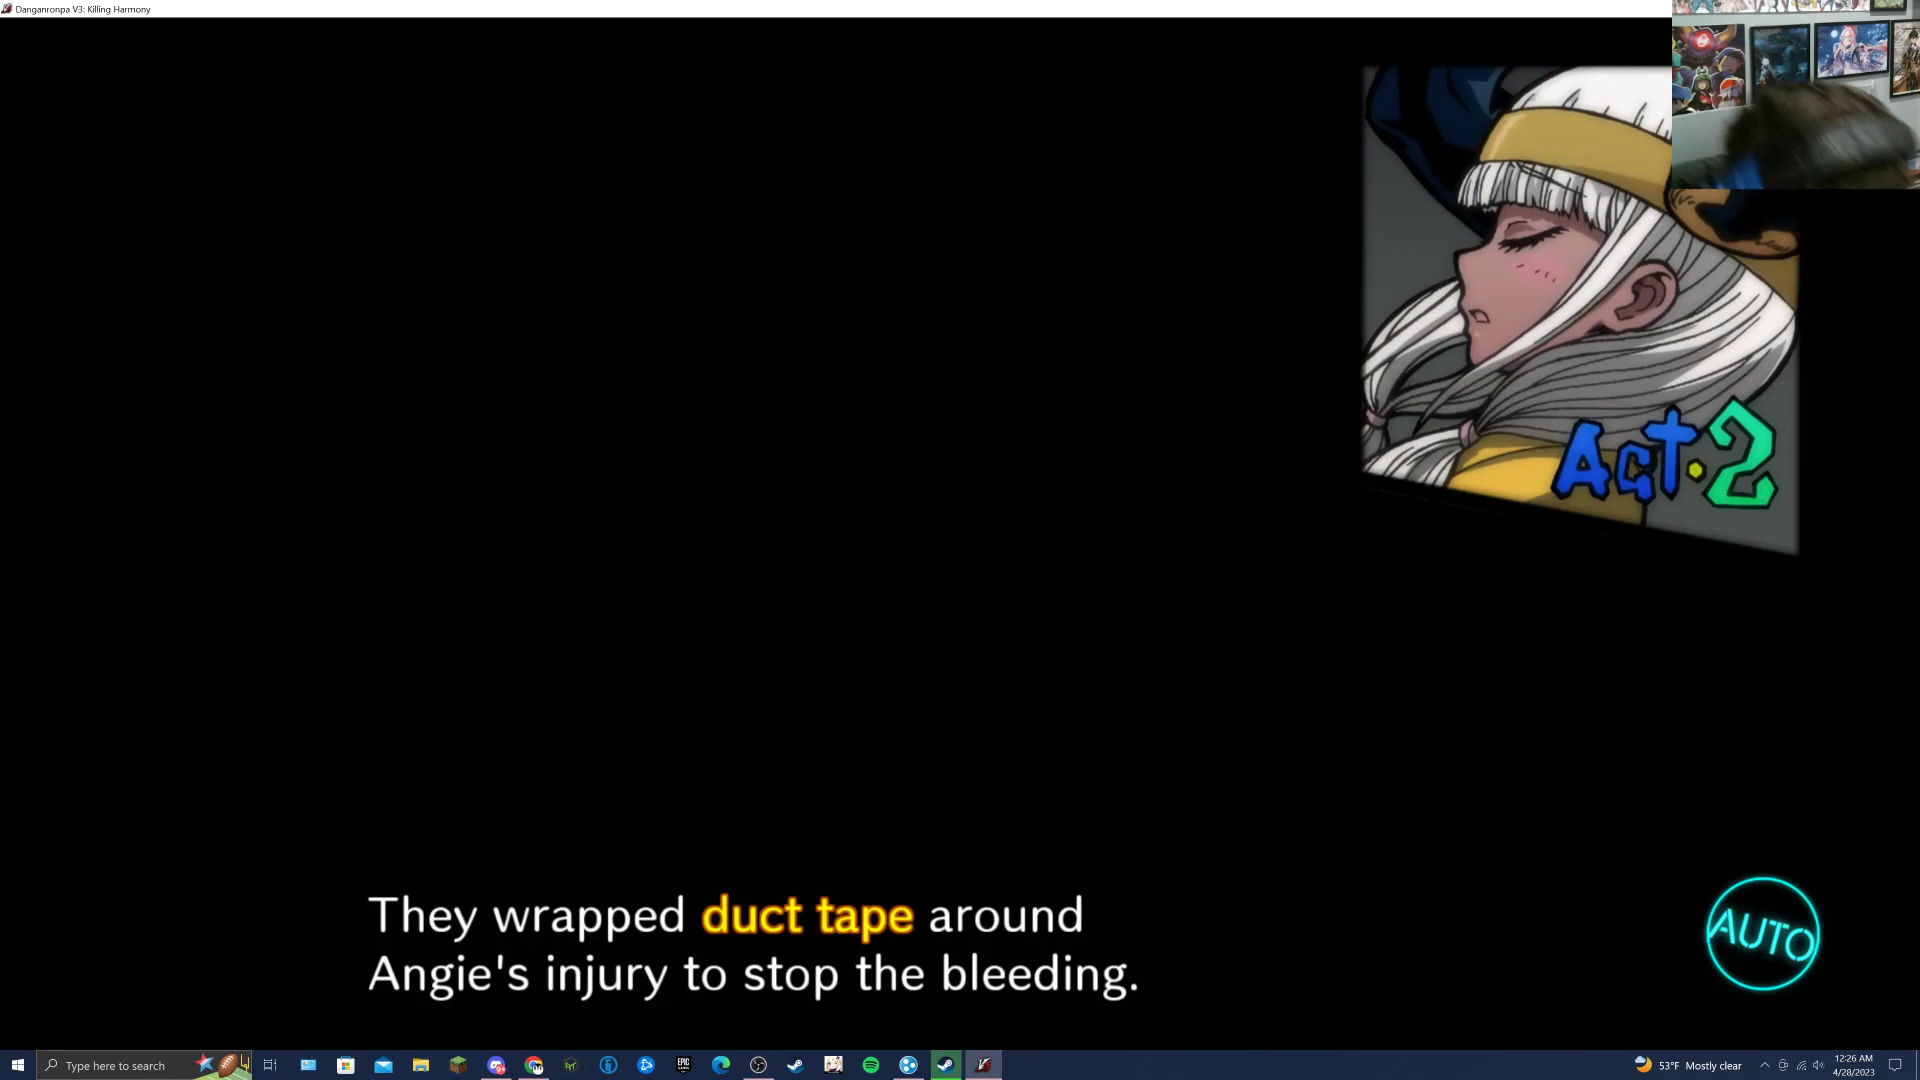 Danganronpa V3: Killing Harmony
Act.2
They wrapped duct tape around
Angie's injury to stop the bleeding.
AUTO
Type here to search
53°F Mostly clear
12:26 AM
4/28/2023